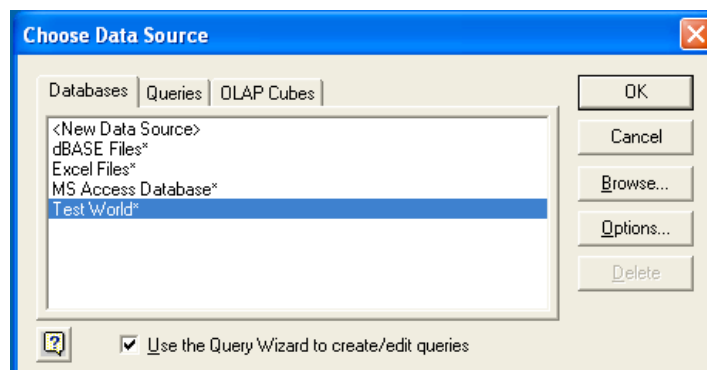 Choose Data Source
Databases
Queries
OLAP Cubes
<New Data Source>
dBASE Files*
Excel Files*
MS Access Database*
Test World*
OK
Cancel
Browse...
Options...
Delete
Use the Query Wizard to create/edit queries